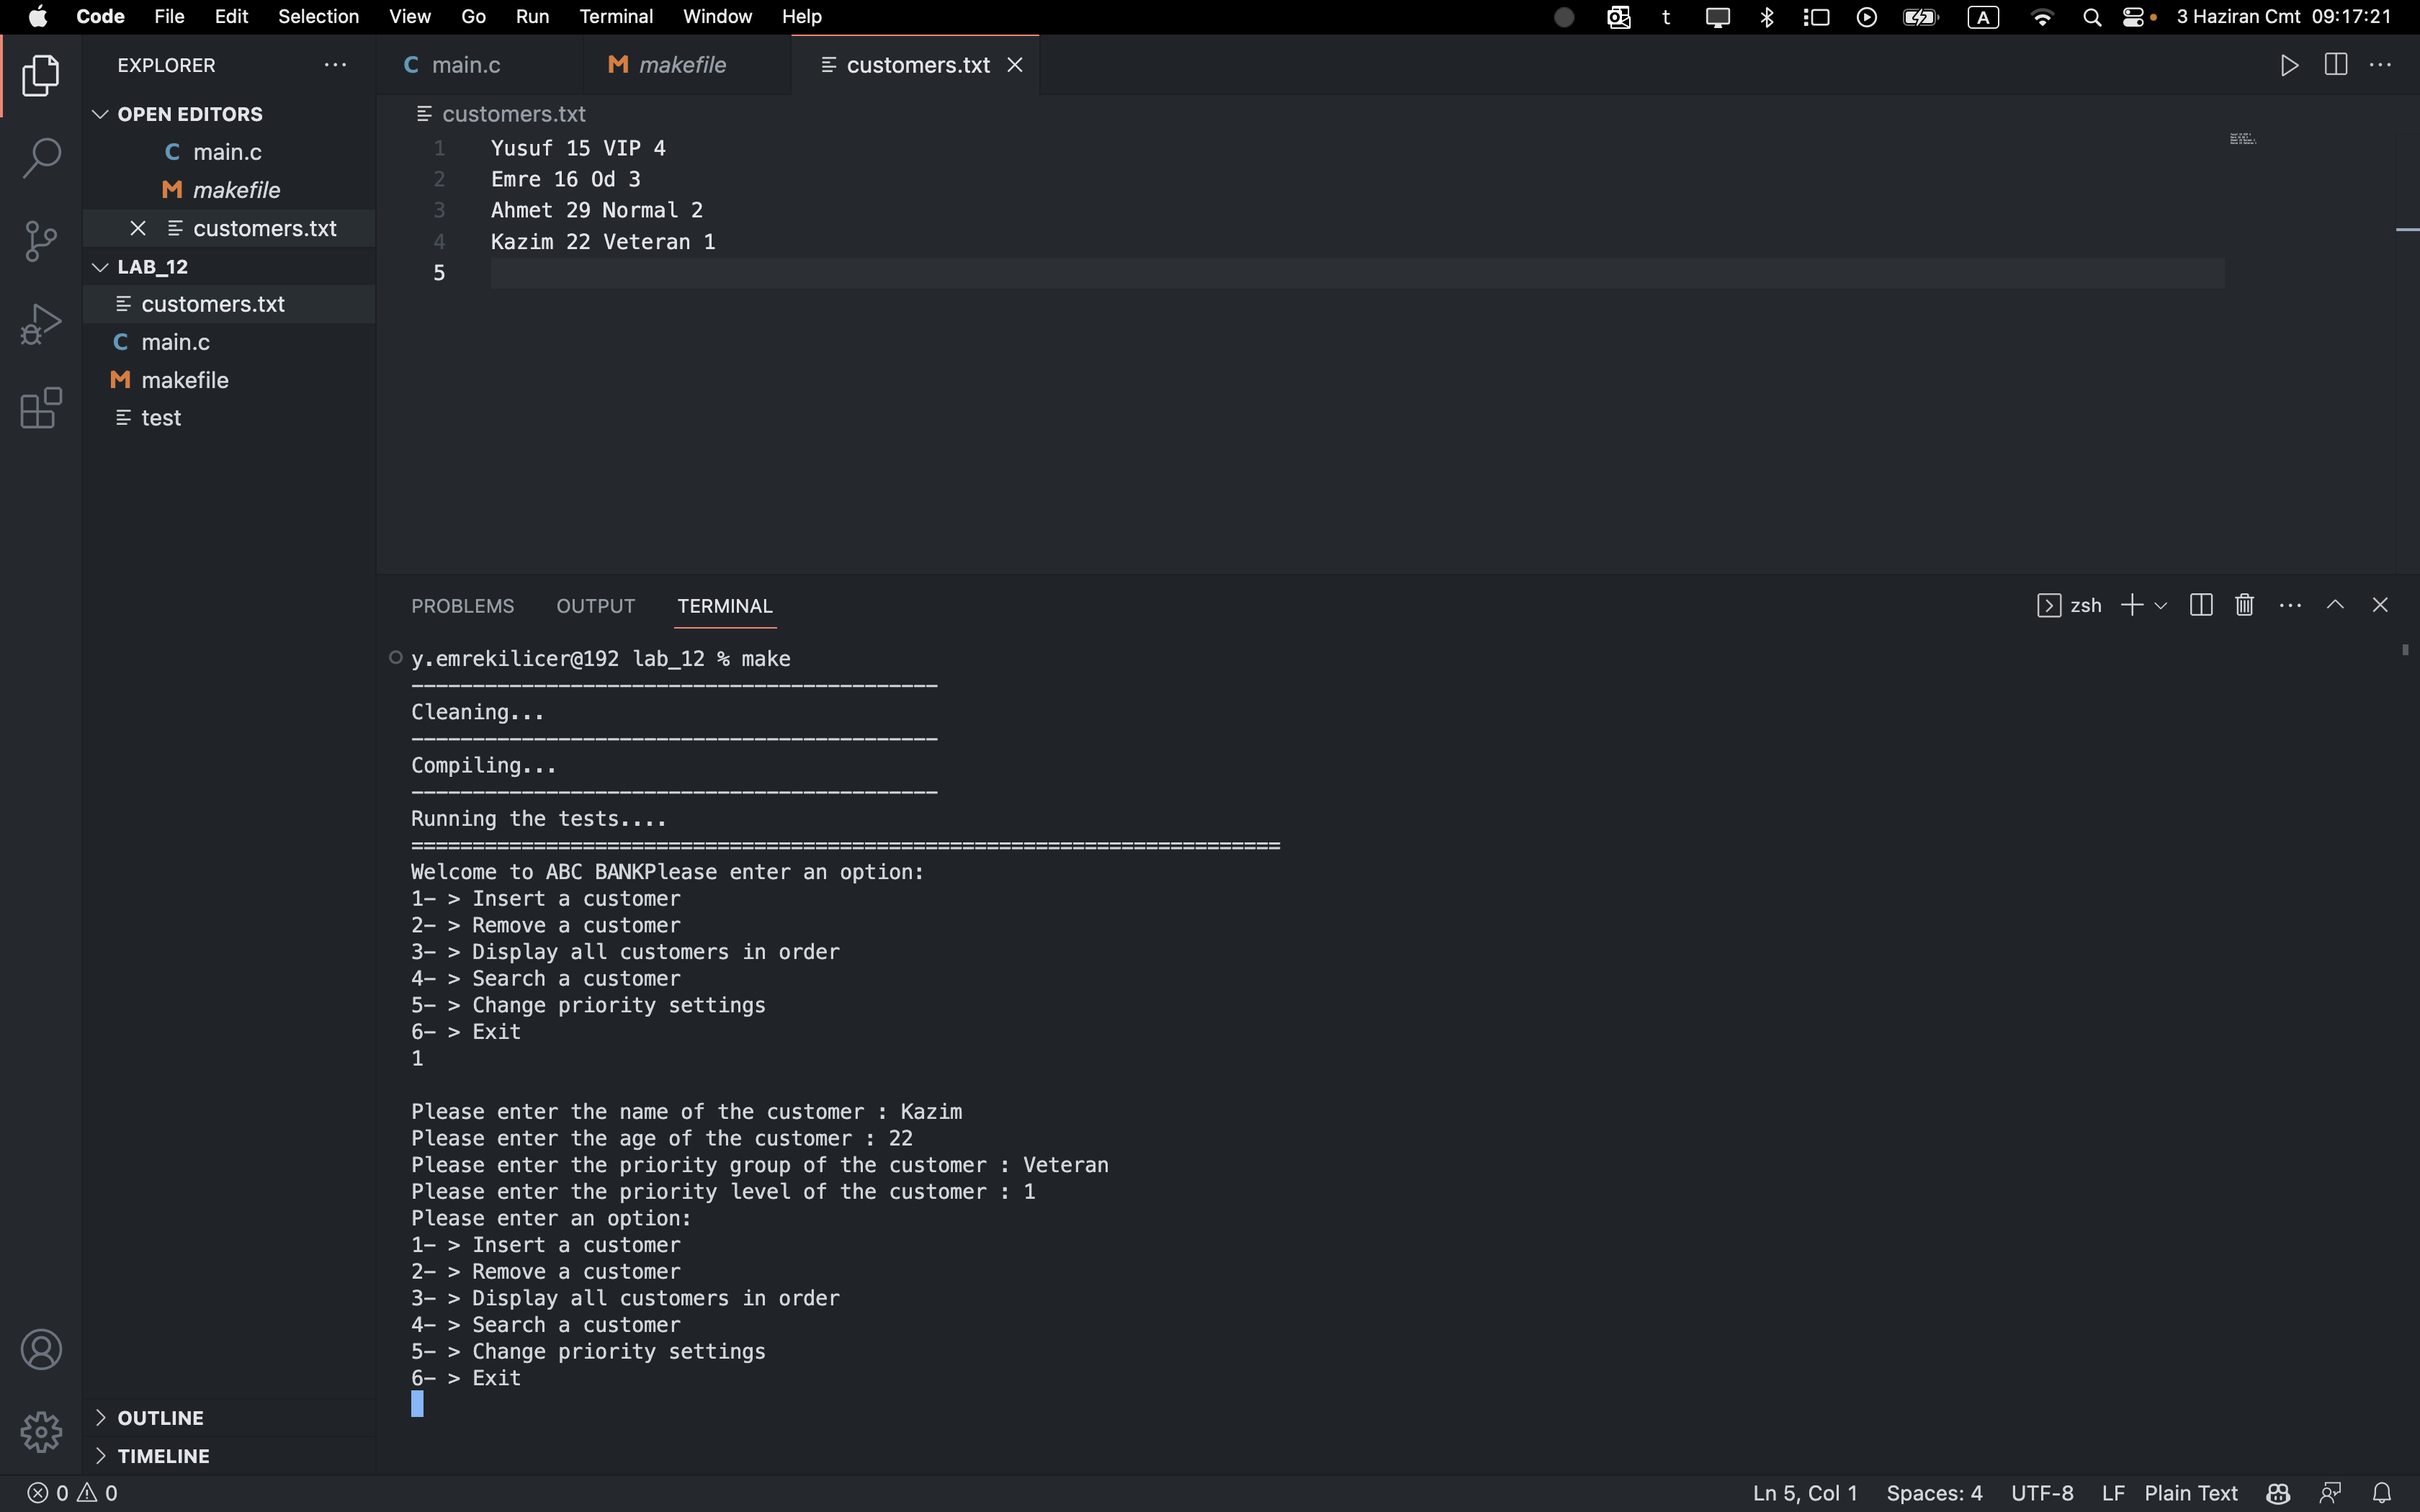 Code File Edit Selection View Go Run Terminal Window Help t A 3 Haziran Cmt 09:17:21
EXPLORER
OPEN EDITORS
C main.c
M makefile
customers.txt
LAB_12
customers.txt
C main.c
M makefile
test
OUTLINE
TIMELINE
C main.c M makefile customers.txt
customers.txt
1 Yusuf 15 VIP 4
2 Emre 16 Od 3
3 Ahmet 29 Normal 2
4 Kazim 22 Veteran 1
5
PROBLEMS OUTPUT TERMINAL zsh
y.emrekilicer@192 lab_12 % make
-------------------------------------------
Cleaning...
-------------------------------------------
Compiling...
-------------------------------------------
Running the tests....
=======================================================================
Welcome to ABC BANKPlease enter an option:
1- > Insert a customer
2- > Remove a customer
3- > Display all customers in order
4- > Search a customer
5- > Change priority settings
6- > Exit
1
Please enter the name of the customer : Kazim
Please enter the age of the customer : 22
Please enter the priority group of the customer : Veteran
Please enter the priority level of the customer : 1
Please enter an option:
1- > Insert a customer
2- > Remove a customer
3- > Display all customers in order
4- > Search a customer
5- > Change priority settings
6- > Exit
0 0 Ln 5, Col 1 Spaces: 4 UTF-8 LF Plain Text